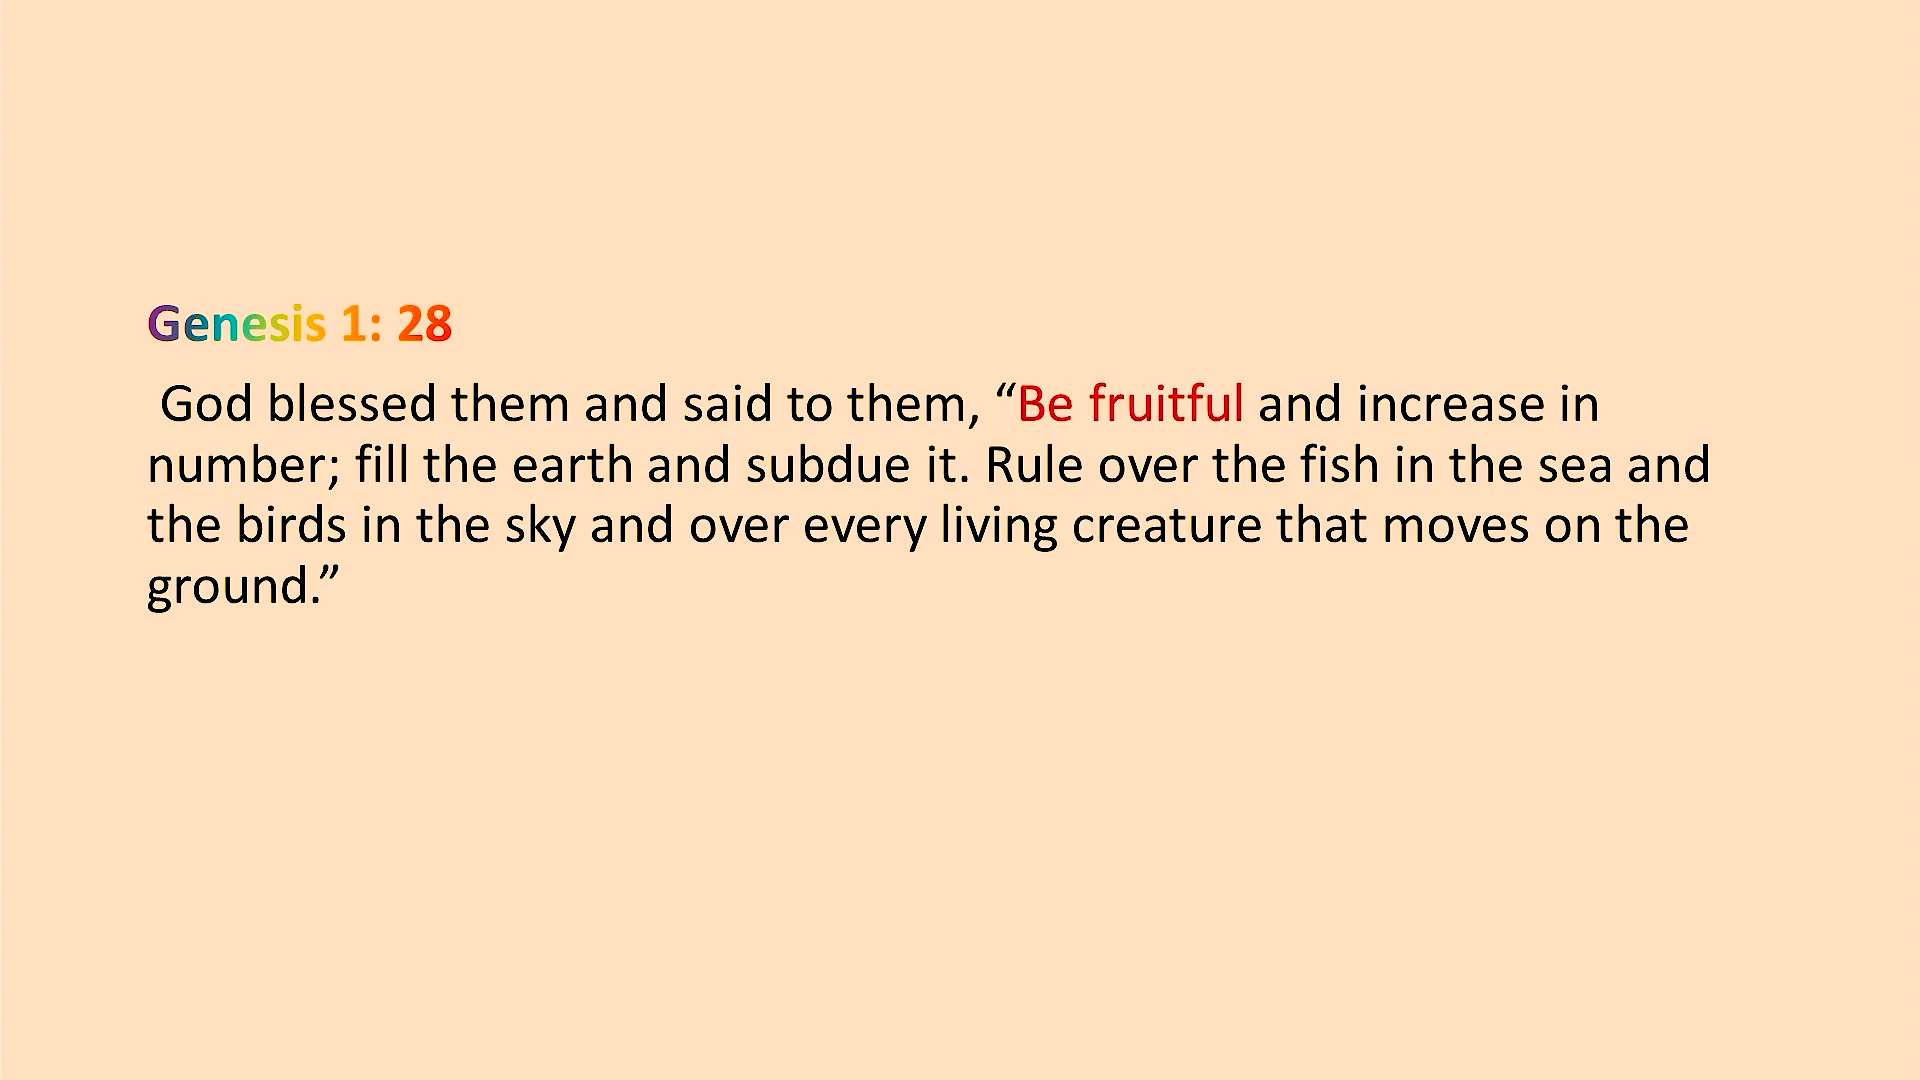 Genesis 1: 28
God blessed them and said to them, “Be fruitful and increase in
number; fill the earth and subdue it. Rule over the fish in the sea and
the birds in the sky and over every living creature that moves on the
ground.”